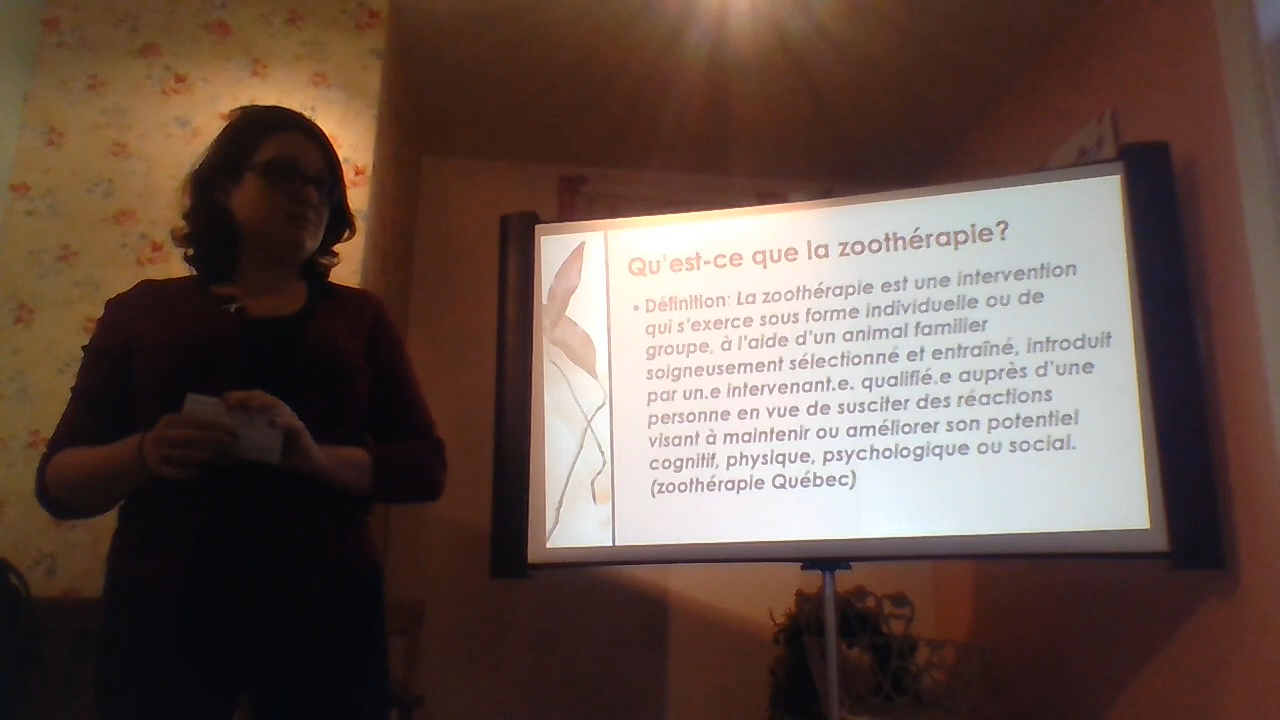 Qu'est-ce que la zoothérapie?
• Définition: La zoothérapie est une intervention
qui s'exerce sous forme individuelle ou de
groupe, à l'aide d'un animal familier
soigneusement sélectionné et entraîné, introduit
par un.e intervenant.e. qualifié.e auprès d'une
personne en vue de susciter des réactions
visant à maintenir ou améliorer son potentiel
cognitif, physique, psychologique ou social.
(zoothérapie Québec)